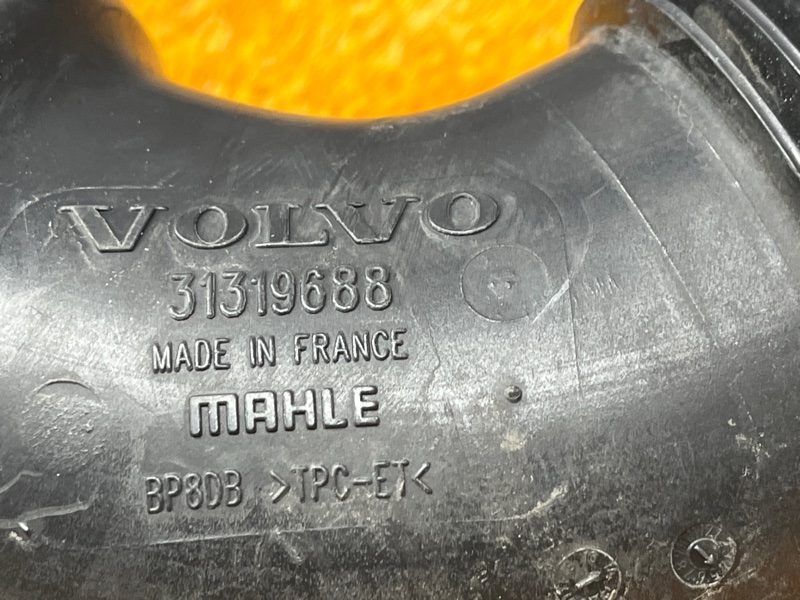 VOLVO
31319688
MADE IN FRANCE
MAHLE
BP8DB >TPC-ET<